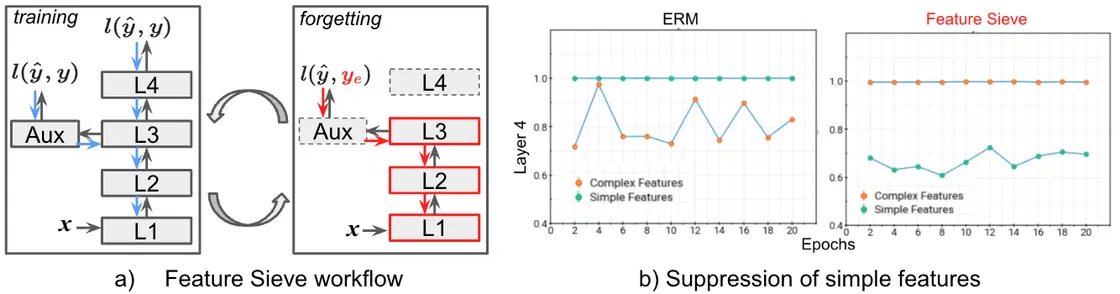 training
l(ŷ, y)
l(ŷ, y)
L4
Aux
L3
L2
x
L1
forgetting
l(ŷ, yₑ)
L4
Aux
L3
L2
x
L1
a) Feature Sieve workflow
ERM
Layer 4
1.0
0.8
0.6
0.4
Complex Features
Simple Features
0 2 4 6 8 10 12 14 16 18 20
Feature Sieve
1.0
0.8
0.6
0.4
Complex Features
Simple Features
0 2 4 6 8 10 12 14 16 18 20
Epochs
b) Suppression of simple features